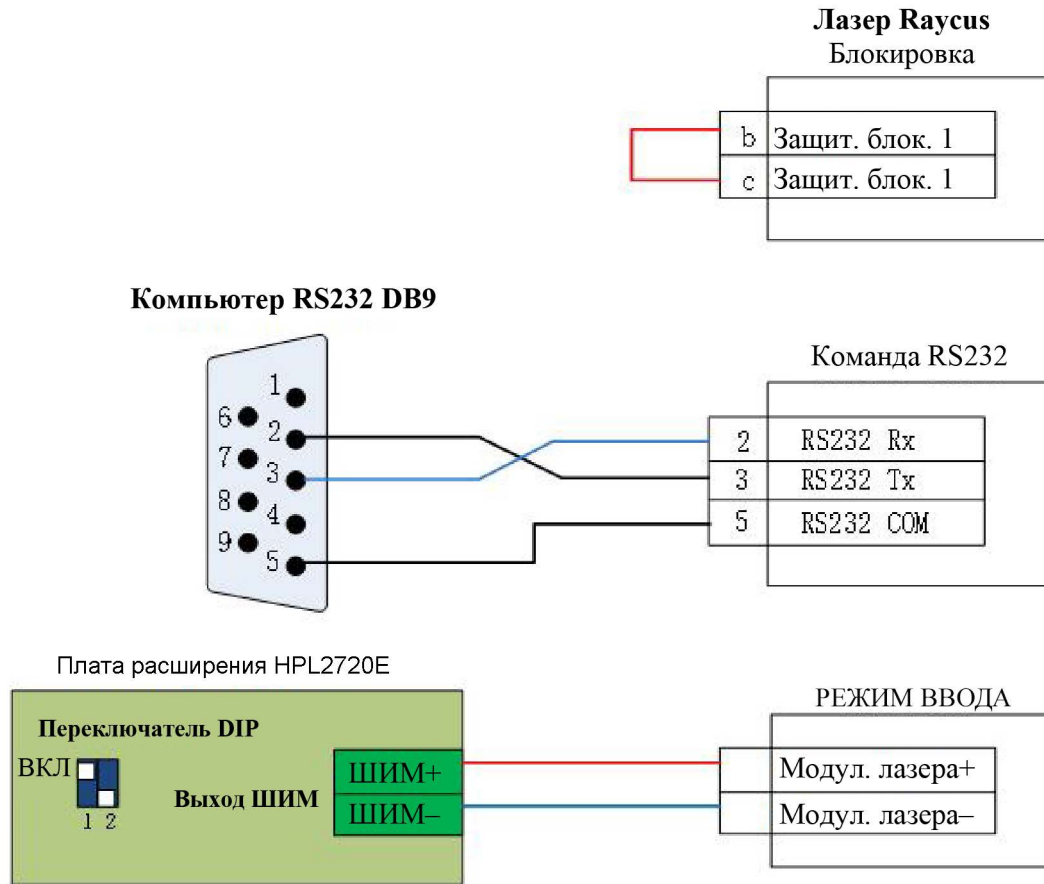 Лазер Raycus
Блокировка
b Защит. блок. 1
c Защит. блок. 1
Компьютер RS232 DB9
Команда RS232
1
6
2
7
3
8
4
9
5
2 RS232 Rx
3 RS232 Tx
5 RS232 COM
Плата расширения HPL2720E
РЕЖИМ ВВОДА
Переключатель DIP
ВКЛ
1 2
Выход ШИМ
ШИМ+
ШИМ–
Модул. лазера+
Модул. лазера–